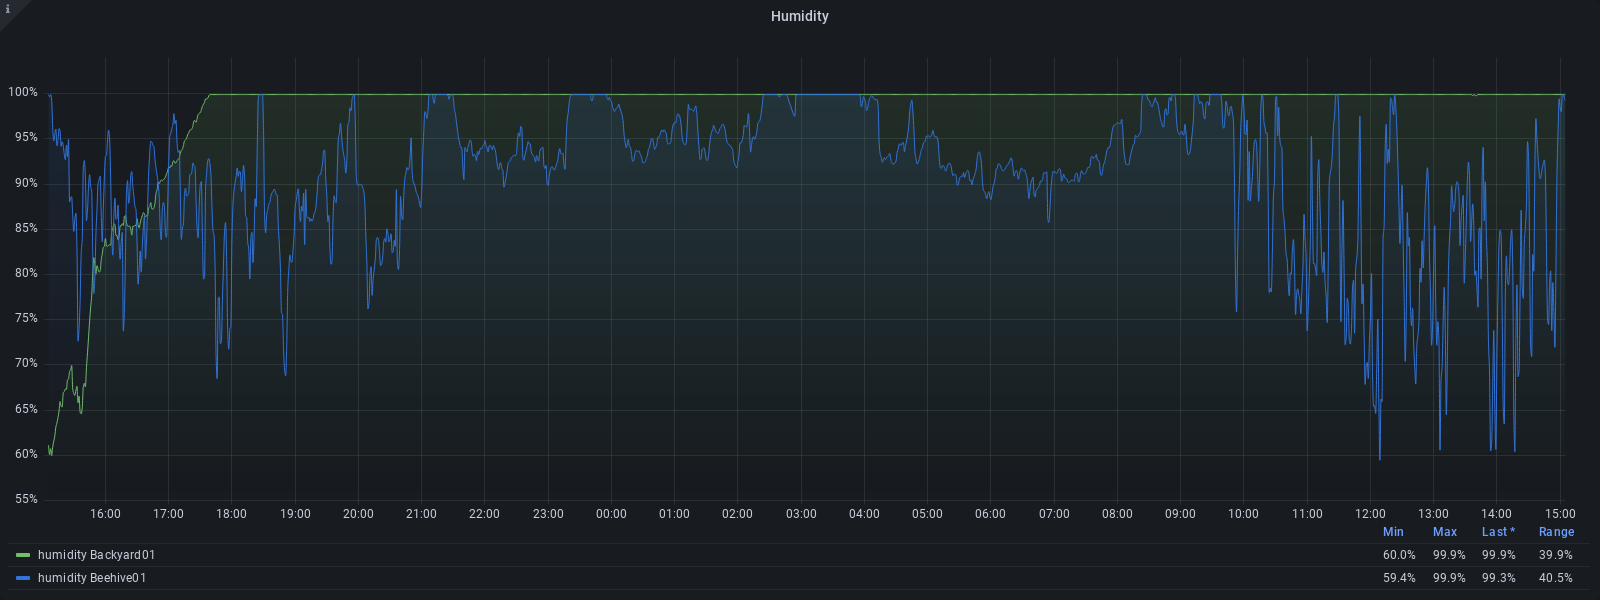 i
Humidity
100%
95%
90%
85%
80%
75%
70%
65%
60%
55%
16:00 17:00 18:00 19:00 20:00 21:00 22:00 23:00 00:00 01:00 02:00 03:00 04:00 05:00 06:00 07:00 08:00 09:00 10:00 11:00 12:00 13:00 14:00 15:00
Min Max Last * Range
humidity Backyard01 60.0% 99.9% 99.9% 39.9%
humidity Beehive01 59.4% 99.9% 99.3% 40.5%